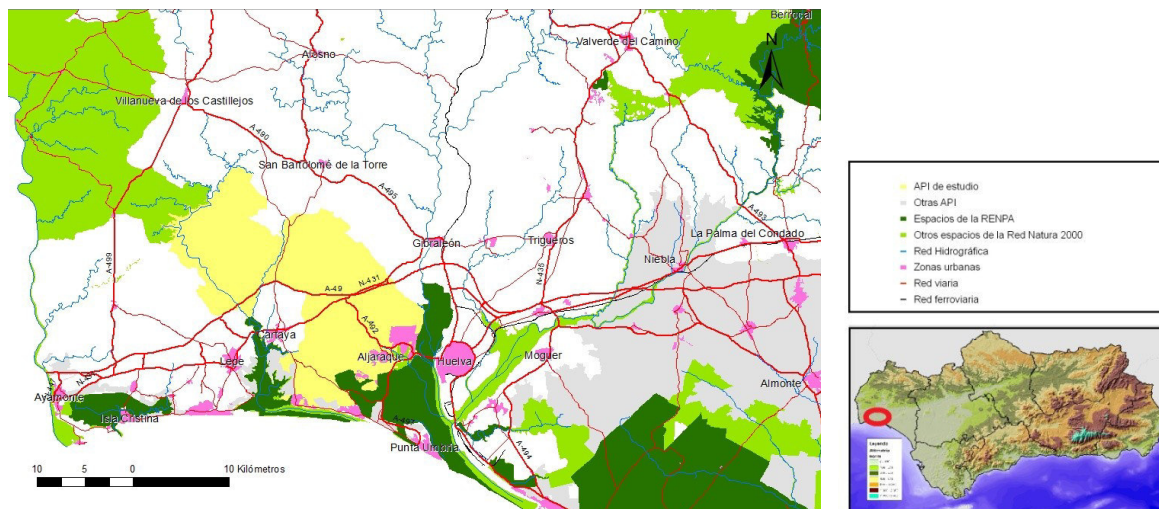 Berrocal
N
Valverde del Camino
Alosno
Villanueva de los Castillejos
A-490
San Bartolomé de la Torre
A-495
A-493
La Palma del Condado
Gibraleón
Trigueros
Niebla
A-499
N-435
N-431
A-49
A-492
Cartaya
Lepe
Aljaraque
Huelva
Moguer
Almonte
Ayamonte
Isla Cristina
A-494
Punta Umbría
10 5 0 10 Kilómetros
API de estudio
Otras API
Espacios de la RENPA
Otros espacios de la Red Natura 2000
Red Hidrográfica
Zonas urbanas
Red viaria
Red ferroviaria
Leyenda